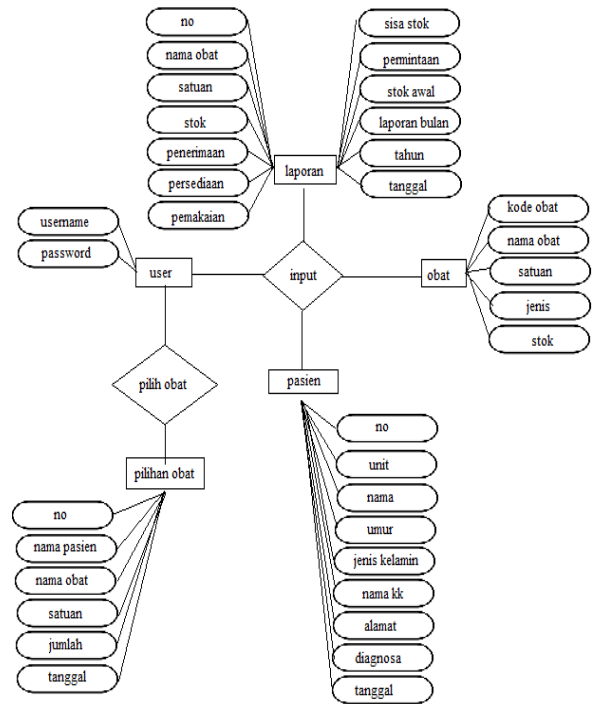 no
nama obat
satuan
stok
penerimaan
persediaan
pemakaian
sisa stok
permintaan
stok awal
laporan bulan
tahun
tanggal
laporan
username
password
user
input
obat
kode obat
nama obat
satuan
jenis
stok
pilih obat
pasien
pilihan obat
no
nama pasien
nama obat
satuan
jumlah
tanggal
no
unit
nama
umur
jenis kelamin
nama kk
alamat
diagnosa
tanggal